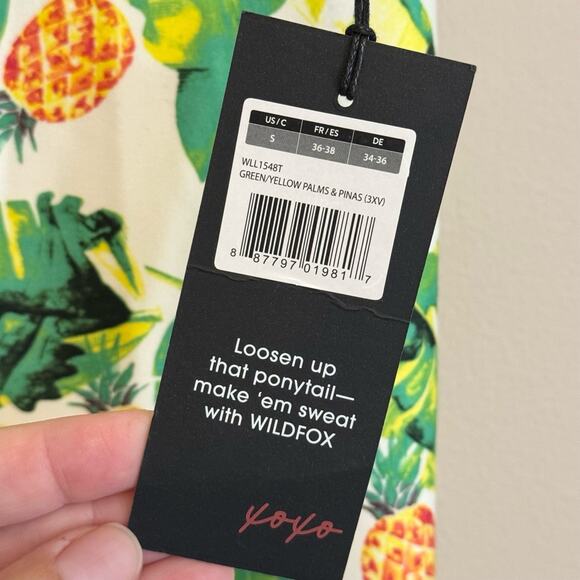 US/C FR/ES DE
S 36-38 34-36
WLL1548T
GREEN/YELLOW PALMS & PINAS (3XV)
8 87797 01981 7
Loosen up
that ponytail—
make 'em sweat
with WILDFOX
xoxo